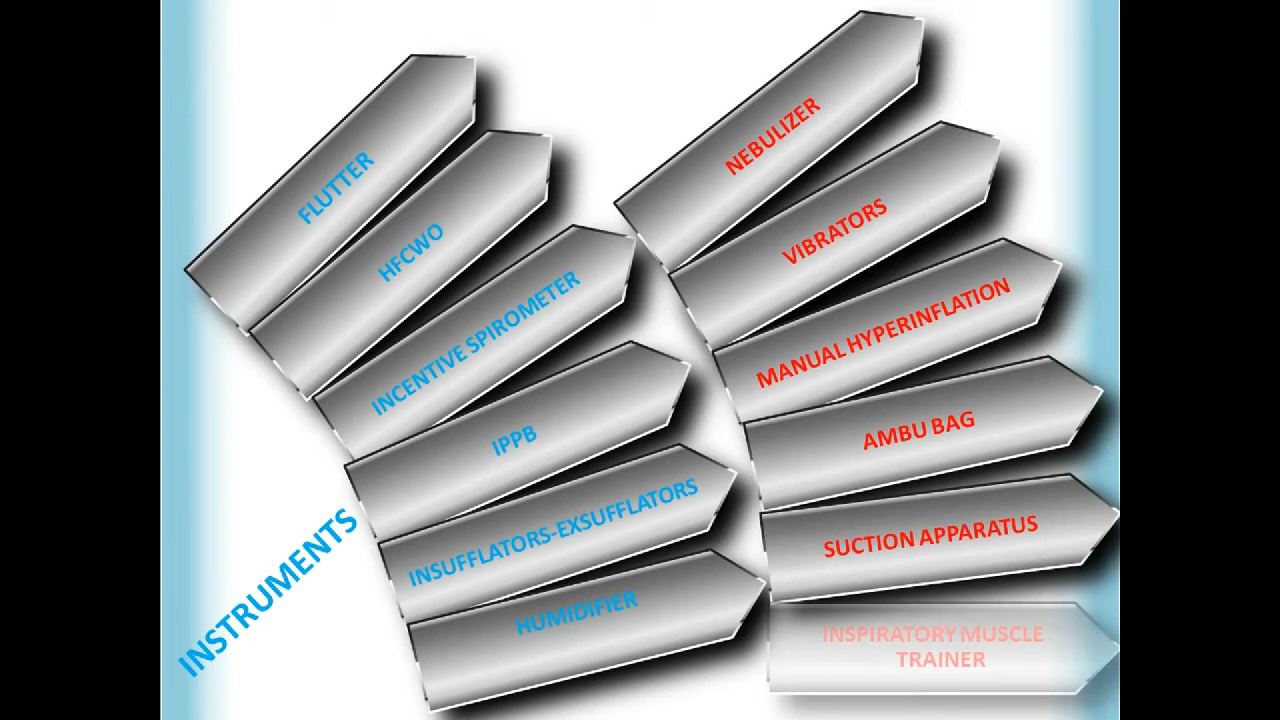 INSTRUMENTS
FLUTTER
HFCWO
INCENTIVE SPIROMETER
IPPB
INSUFFLATORS-EXSUFFLATORS
HUMIDIFIER
NEBULIZER
VIBRATORS
MANUAL HYPERINFLATION
AMBU BAG
SUCTION APPARATUS
INSPIRATORY MUSCLE
TRAINER